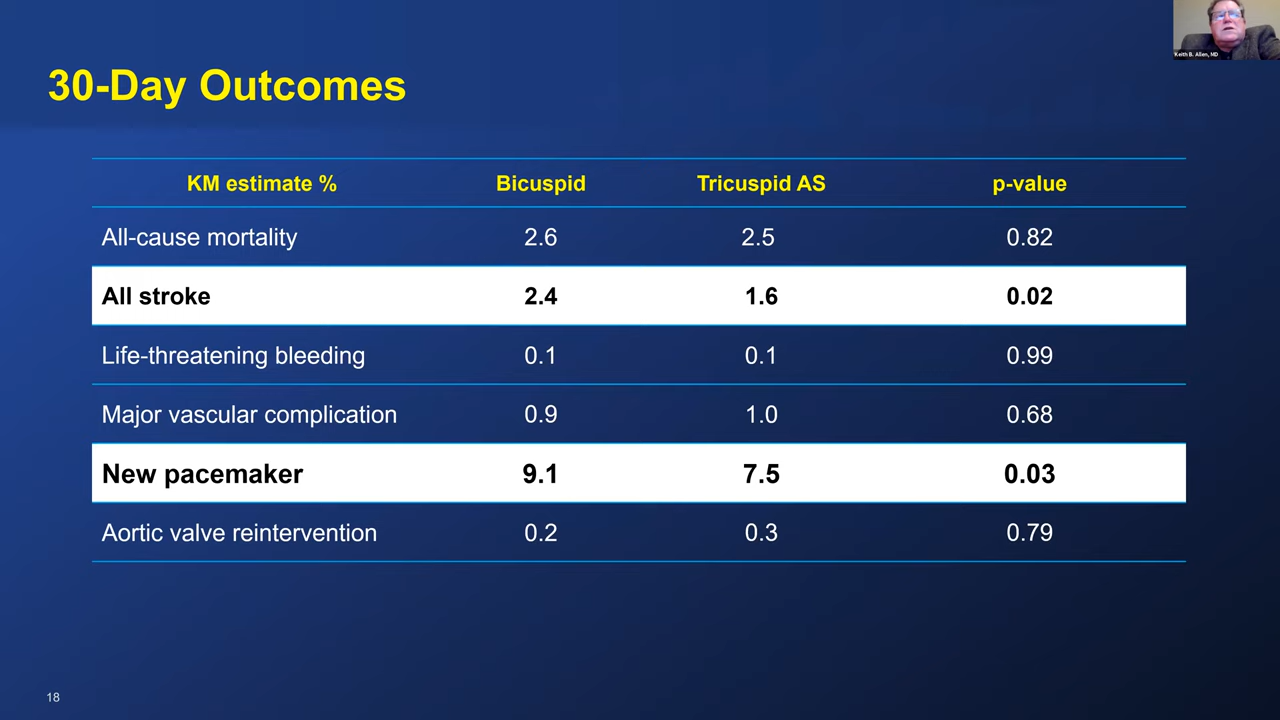 Keith B. Allen, MD
30-Day Outcomes
KM estimate % Bicuspid Tricuspid AS p-value
All-cause mortality 2.6 2.5 0.82
All stroke 2.4 1.6 0.02
Life-threatening bleeding 0.1 0.1 0.99
Major vascular complication 0.9 1.0 0.68
New pacemaker 9.1 7.5 0.03
Aortic valve reintervention 0.2 0.3 0.79
18